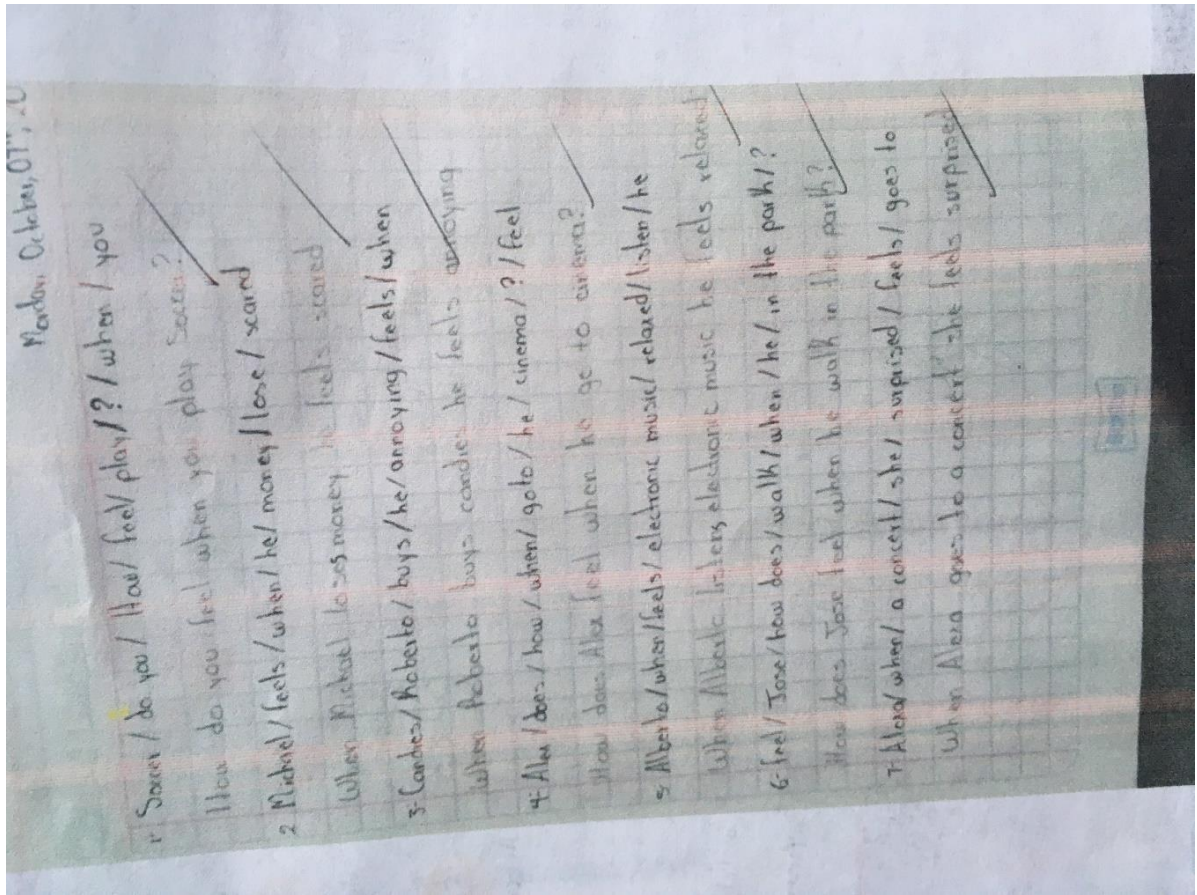 Monday, October, 07th, 20
1- Soccer / do you / How / feel / play / ? / when / you
How do you feel when you play soccer?
2 Michael / feels / when / he / money / lose / scared
When Michael loses money he feels scared
3- Candies / Roberto / buys / he / annoying / feels / when
When Roberto buys candies he feels annoying
4- Alex / does / how / when / go to / he / cinema / ? / feel
How does Alex feel when he go to cinema?
5 Alberto / when / feels / electronic music / relaxed / listen / he
When Alberto listens electronic music he feels relaxed
6- feel / Jose / how does / walk / when / he / in the park / ?
How does Jose feel when he walk in the park?
7- Alexa / when / a concert / she / surprised / feels / goes to
When Alexa goes to a concert she feels surprised